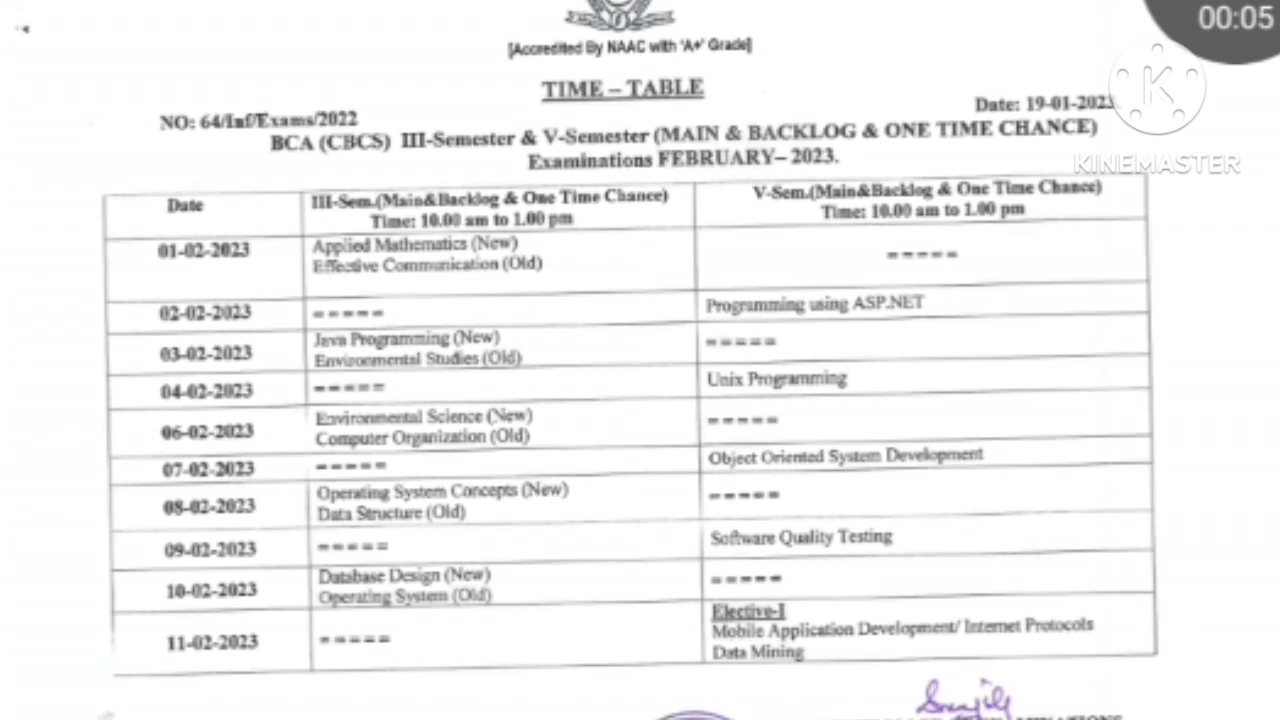 00:05
[Accredited By NAAC with 'A+' Grade]
TIME – TABLE
NO: 64/Inf/Exams/2022
Date: 19-01-2023.
KINEMASTER
BCA (CBCS) III-Semester & V-Semester (MAIN & BACKLOG & ONE TIME CHANCE)
Examinations FEBRUARY– 2023.
Date
III-Sem.(Main&Backlog & One Time Chance)
Time: 10.00 am to 1.00 pm
V-Sem.(Main&Backlog & One Time Chance)
Time: 10.00 am to 1.00 pm
01-02-2023
Applied Mathematics (New)
Effective Communication (Old)
=====
02-02-2023
=====
Programming using ASP.NET
03-02-2023
Java Programming (New)
Environmental Studies (Old)
=====
04-02-2023
=====
Unix Programming
06-02-2023
Environmental Science (New)
Computer Organization (Old)
=====
07-02-2023
=====
Object Oriented System Development
08-02-2023
Operating System Concepts (New)
Data Structure (Old)
=====
09-02-2023
=====
Software Quality Testing
10-02-2023
Database Design (New)
Operating System (Old)
=====
11-02-2023
=====
Elective-I
Mobile Application Development/ Internet Protocols
Data Mining